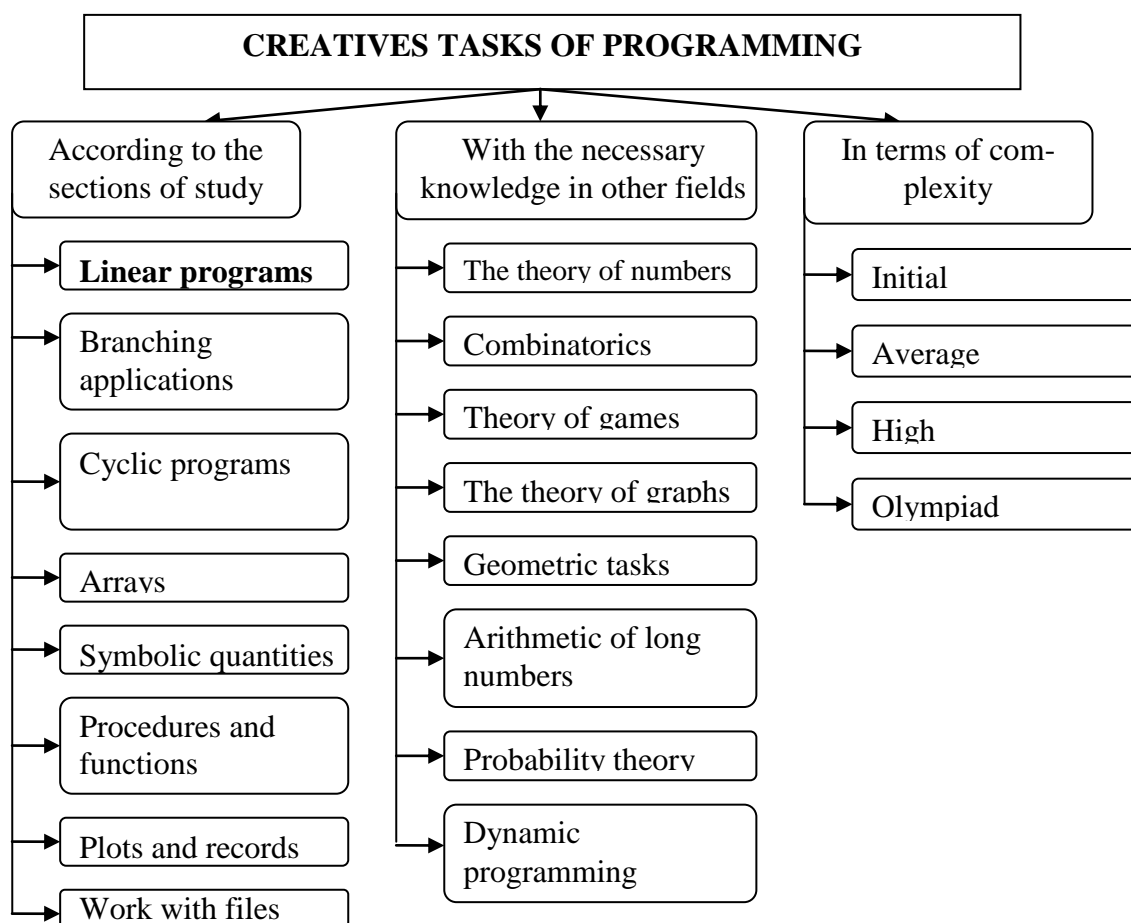 CREATIVES TASKS OF PROGRAMMING
According to the
sections of study
Linear programs
Branching
applications
Cyclic programs
Arrays
Symbolic quantities
Procedures and
functions
Plots and records
Work with files
With the necessary
knowledge in other fields
The theory of numbers
Combinatorics
Theory of games
The theory of graphs
Geometric tasks
Arithmetic of long
numbers
Probability theory
Dynamic
programming
In terms of com-
plexity
Initial
Average
High
Olympiad